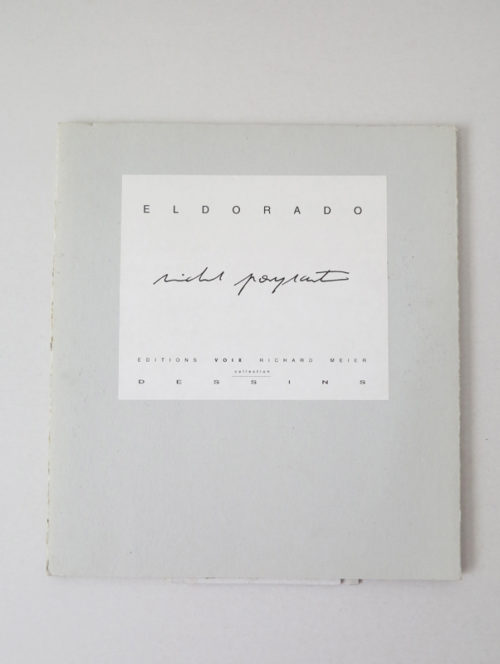 ELDORADO
michel paysant
EDITIONS VOIX RICHARD MEIER
collection
DESSINS